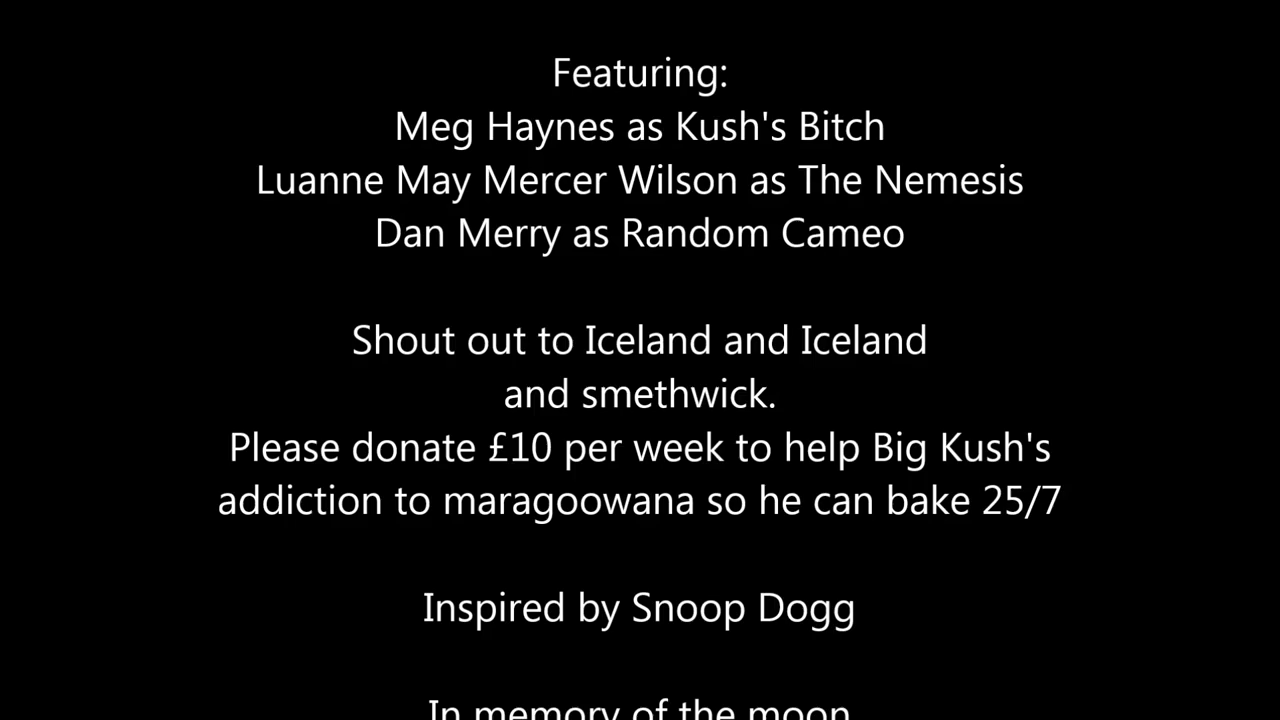 Featuring:
Meg Haynes as Kush's Bitch
Luanne May Mercer Wilson as The Nemesis
Dan Merry as Random Cameo
Shout out to Iceland and Iceland
and smethwick.
Please donate £10 per week to help Big Kush's
addiction to maragoowana so he can bake 25/7
Inspired by Snoop Dogg
In memory of the moon